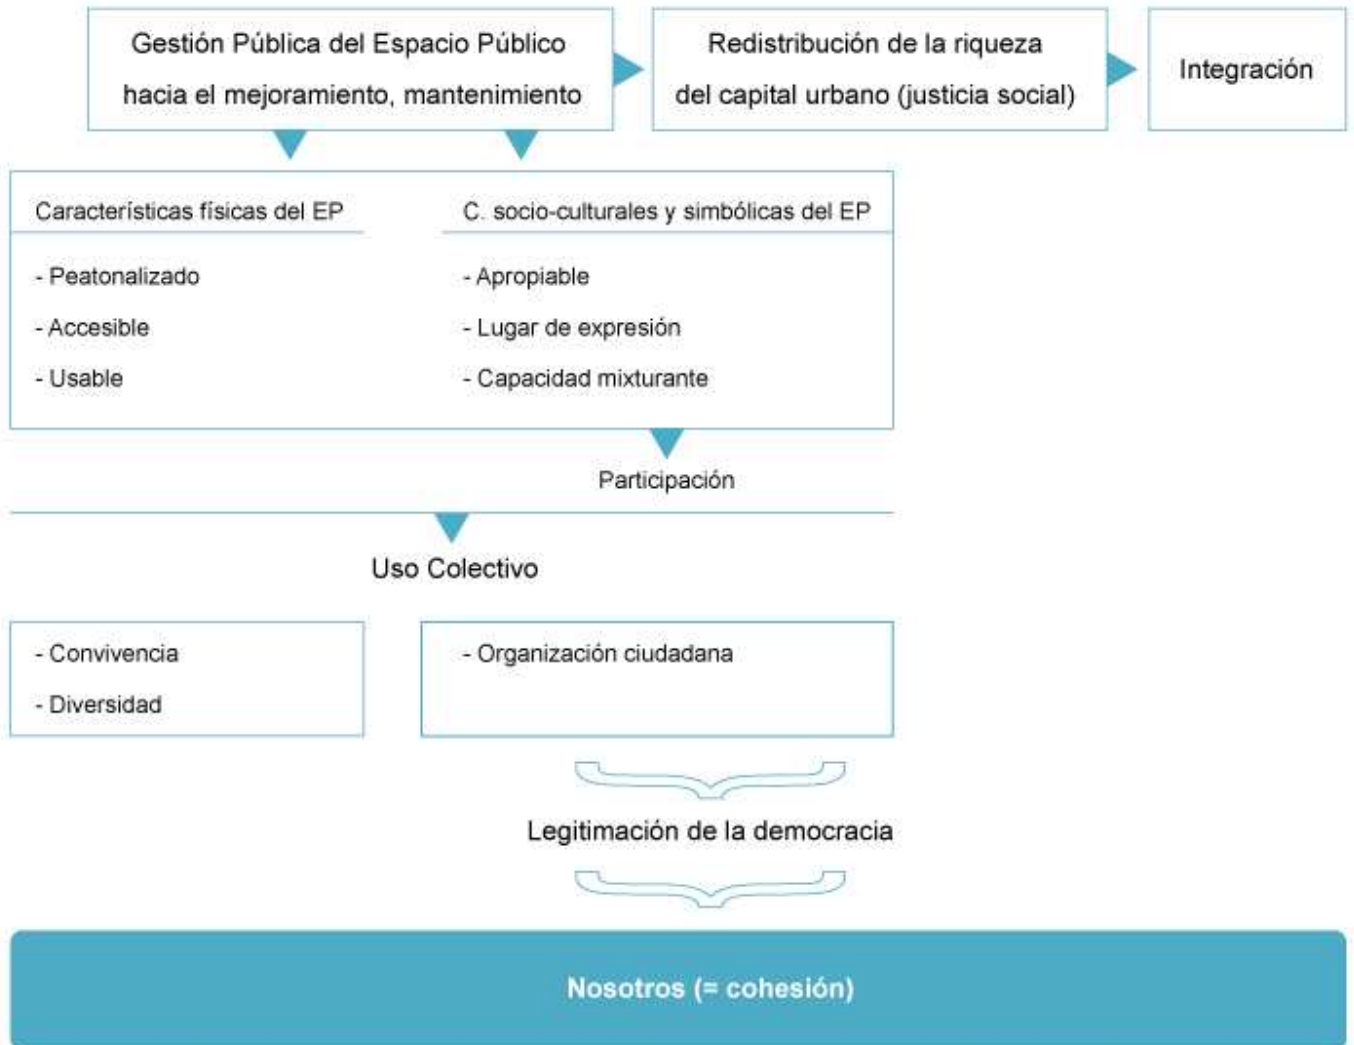 Gestión Pública del Espacio Público
hacia el mejoramiento, mantenimiento
Redistribución de la riqueza
del capital urbano (justicia social)
Integración
Características físicas del EP
- Peatonalizado
- Accesible
- Usable
C. socio-culturales y simbólicas del EP
- Apropiable
- Lugar de expresión
- Capacidad mixturante
Participación
Uso Colectivo
- Convivencia
- Diversidad
- Organización ciudadana
Legitimación de la democracia
Nosotros (= cohesión)